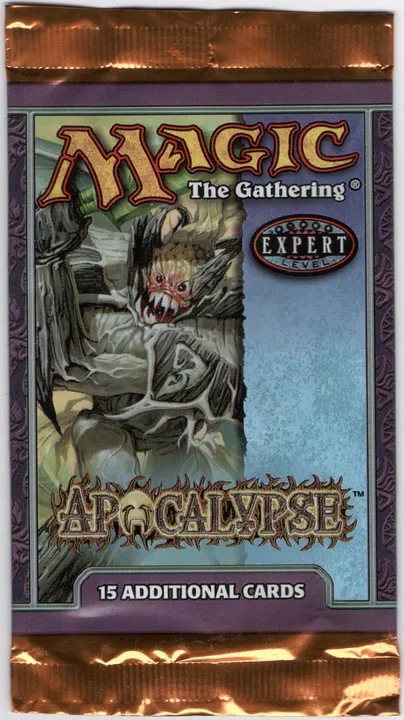 MAGIC
The Gathering®
EXPERT
LEVEL
APOCALYPSE™
15 ADDITIONAL CARDS